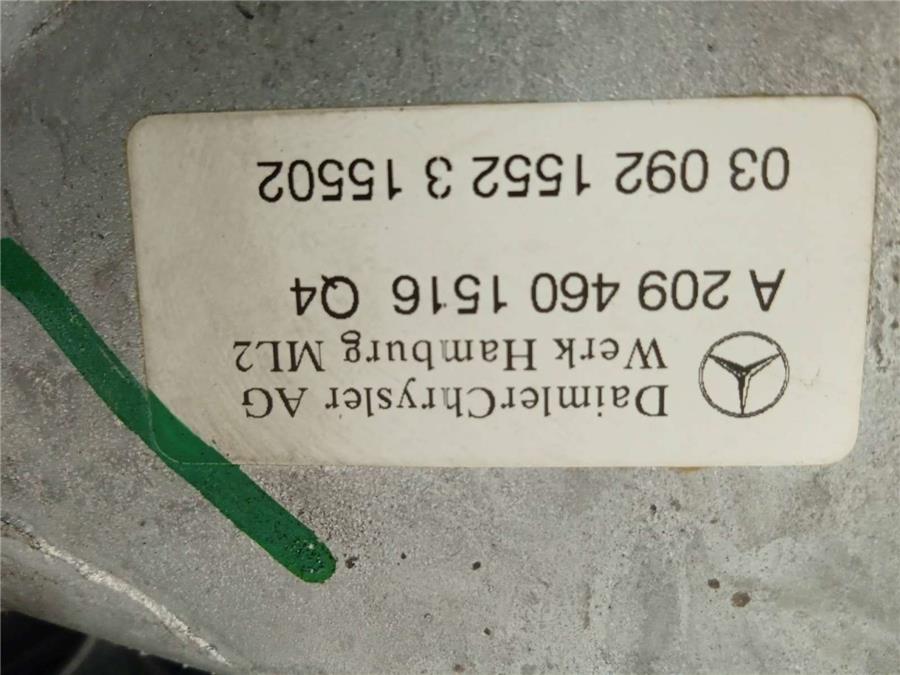 DaimlerChrysler AG
Werk Hamburg ML2
A 209 460 1516 Q4
03 092 1552 3 15502